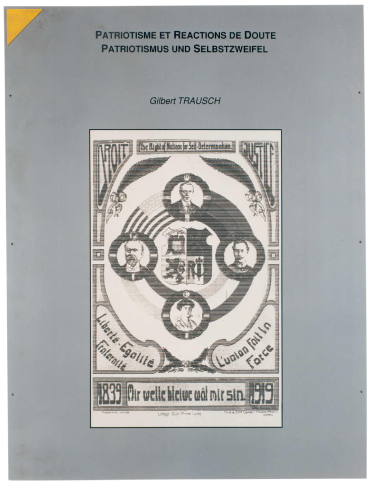 PATRIOTISME ET REACTIONS DE DOUTE
PATRIOTISMUS UND SELBSTZWEIFEL
Gilbert TRAUSCH
DROIT
The Right of Nations for Self-Determination
JUSTICE
Liberté-Egalité
Fraternité
L'union fait la
Force
1839 Mir welle bleiwe wât mir sin. 1919